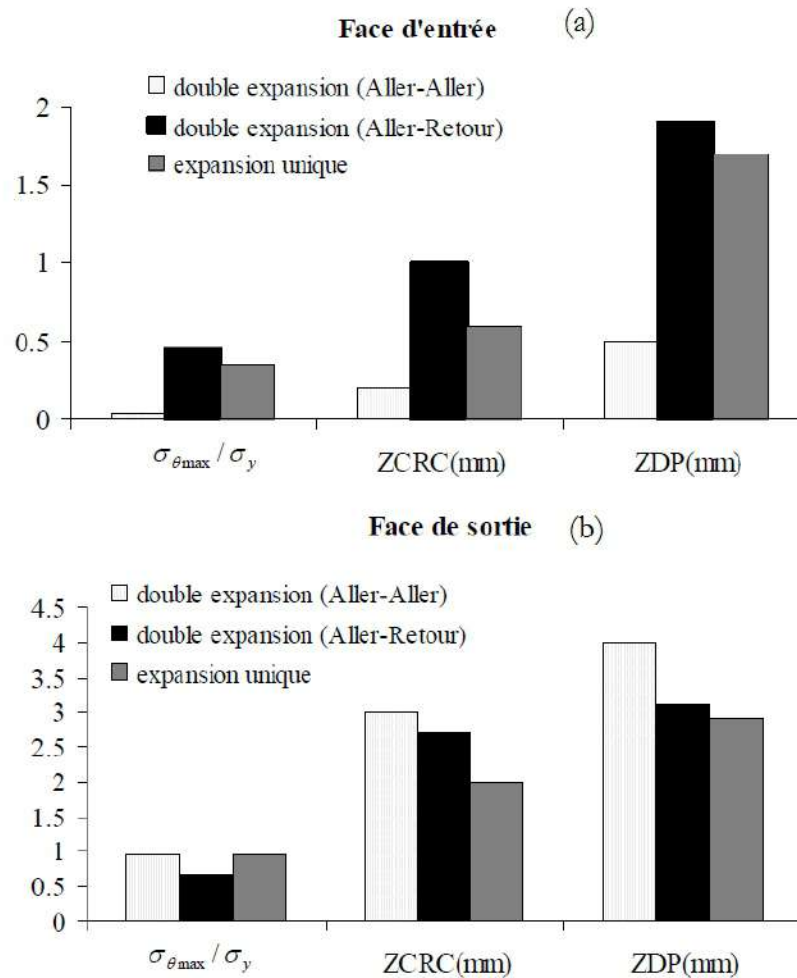 Face d'entrée (a)
double expansion (Aller-Aller)
double expansion (Aller-Retour)
expansion unique
2
1.5
1
0.5
0
σθmax / σy
ZCRC(mm)
ZDP(mm)
Face de sortie (b)
double expansion (Aller-Aller)
double expansion (Aller-Retour)
expansion unique
4.5
4
3.5
3
2.5
2
1.5
1
0.5
0
σθmax / σy
ZCRC(mm)
ZDP(mm)